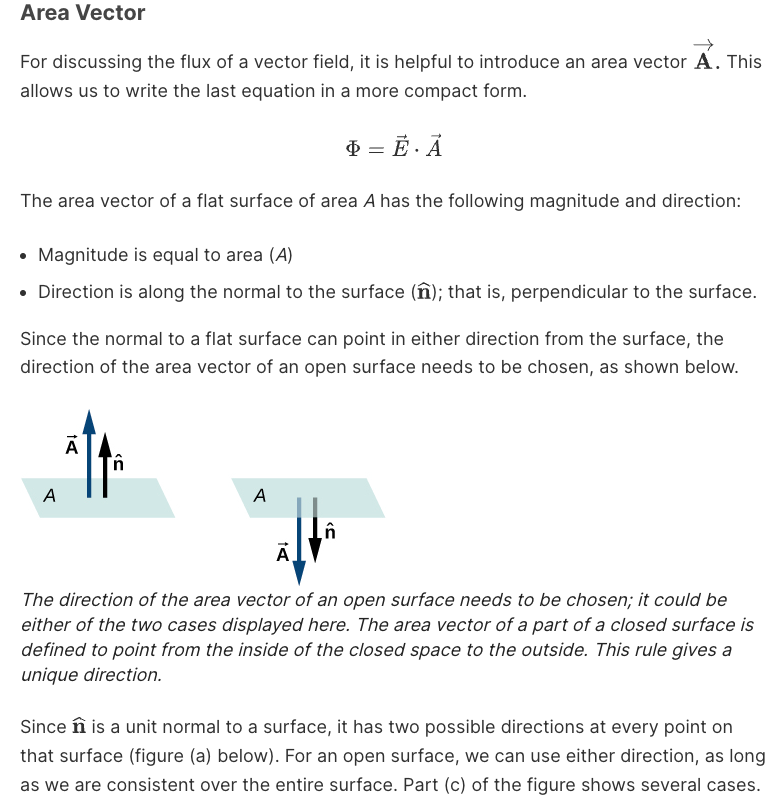 Area Vector
For discussing the flux of a vector field, it is helpful to introduce an area vector $\overrightarrow{\mathbf{A}}$. This
allows us to write the last equation in a more compact form.
$\Phi = \vec{E} \cdot \vec{A}$
The area vector of a flat surface of area A has the following magnitude and direction:
• Magnitude is equal to area (A)
• Direction is along the normal to the surface ($\hat{\mathbf{n}}$); that is, perpendicular to the surface.
Since the normal to a flat surface can point in either direction from the surface, the
direction of the area vector of an open surface needs to be chosen, as shown below.
$\vec{A}$
$\hat{n}$
A
A
$\hat{n}$
$\vec{A}$
The direction of the area vector of an open surface needs to be chosen; it could be
either of the two cases displayed here. The area vector of a part of a closed surface is
defined to point from the inside of the closed space to the outside. This rule gives a
unique direction.
Since $\hat{\mathbf{n}}$ is a unit normal to a surface, it has two possible directions at every point on
that surface (figure (a) below). For an open surface, we can use either direction, as long
as we are consistent over the entire surface. Part (c) of the figure shows several cases.